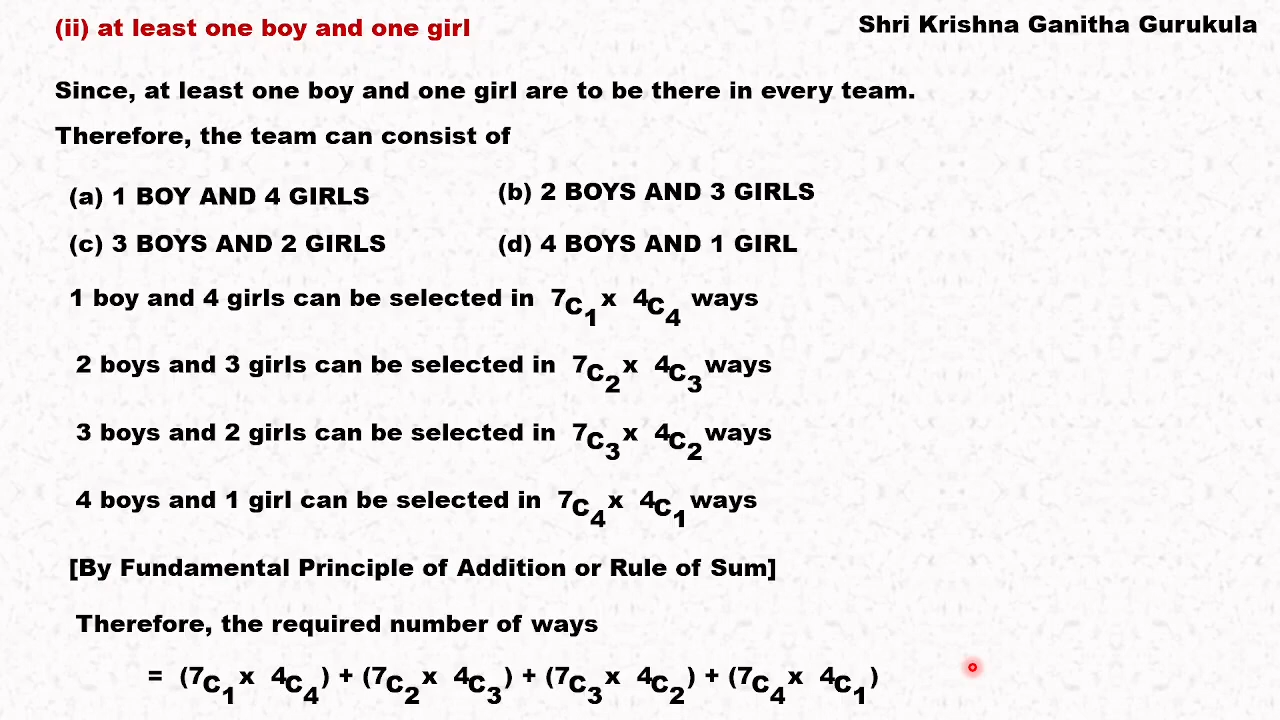 (ii) at least one boy and one girl
Shri Krishna Ganitha Gurukula
Since, at least one boy and one girl are to be there in every team.
Therefore, the team can consist of
(a) 1 BOY AND 4 GIRLS
(b) 2 BOYS AND 3 GIRLS
(c) 3 BOYS AND 2 GIRLS
(d) 4 BOYS AND 1 GIRL
1 boy and 4 girls can be selected in 7C₁ x 4C₄ ways
2 boys and 3 girls can be selected in 7C₂ x 4C₃ ways
3 boys and 2 girls can be selected in 7C₃ x 4C₂ ways
4 boys and 1 girl can be selected in 7C₄ x 4C₁ ways
[By Fundamental Principle of Addition or Rule of Sum]
Therefore, the required number of ways
= (7C₁ x 4C₄) + (7C₂ x 4C₃) + (7C₃ x 4C₂) + (7C₄ x 4C₁)